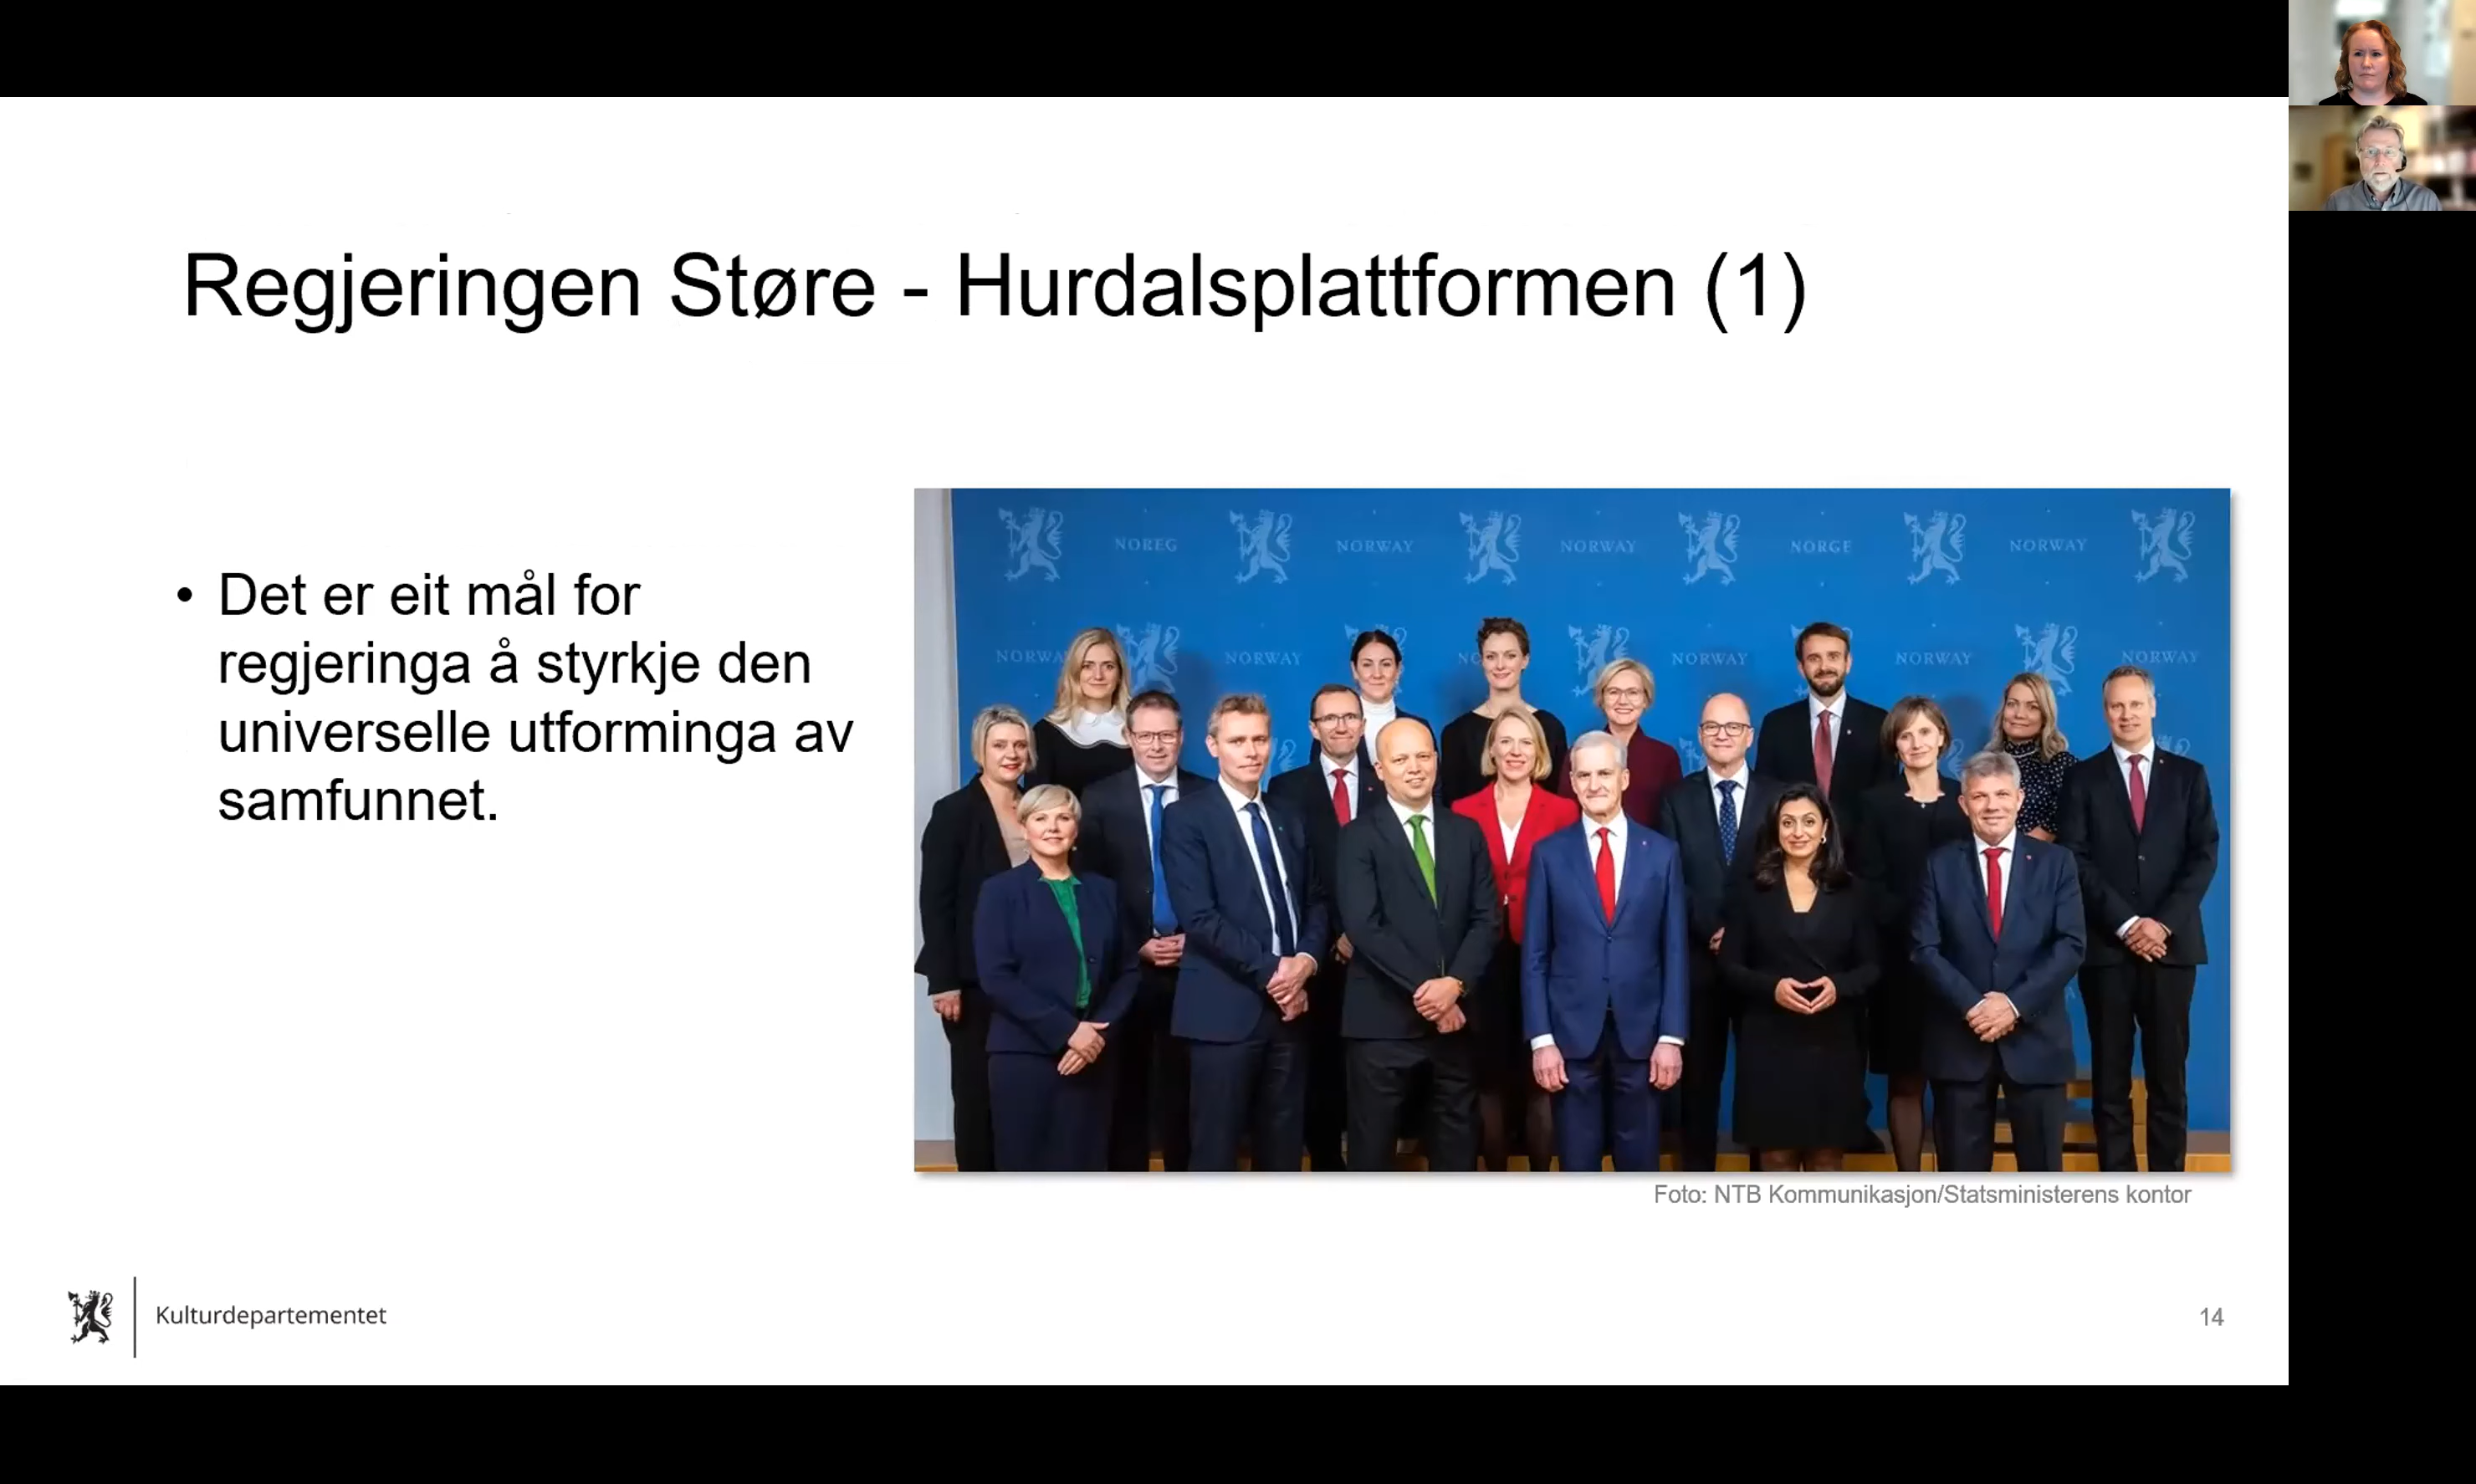 Regjeringen Støre - Hurdalsplattformen (1)
• Det er eit mål for
regjeringa å styrkje den
universelle utforminga av
samfunnet.
NOREG NORWAY NORWAY NORGE NORWAY
NORWAY NORWAY NORWAY NORWAY NORWAY
Foto: NTB Kommunikasjon/Statsministerens kontor
Kulturdepartementet
14